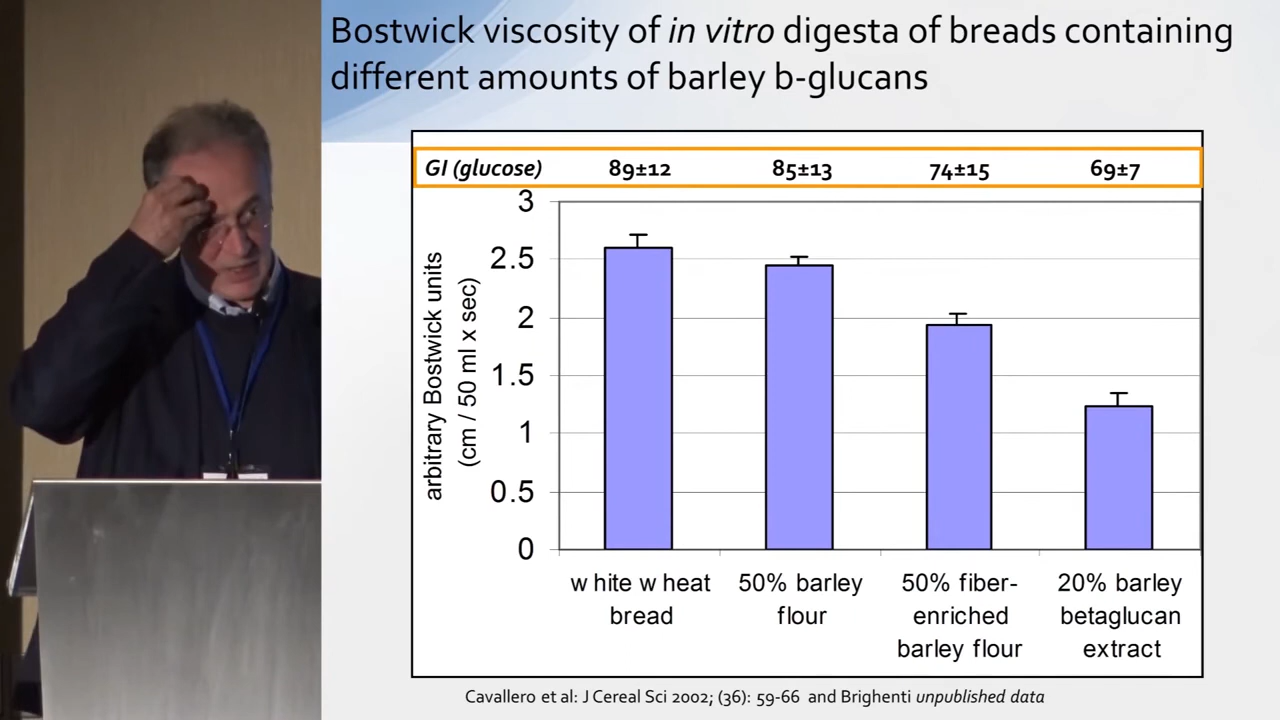 Bostwick viscosity of in vitro digesta of breads containing
different amounts of barley b-glucans
GI (glucose) 89±12 85±13 74±15 69±7
arbitrary Bostwick units
(cm / 50 ml x sec)
3
2.5
2
1.5
1
0.5
0
w hite w heat
bread
50% barley
flour
50% fiber-
enriched
barley flour
20% barley
betaglucan
extract
Cavallero et al: J Cereal Sci 2002; (36): 59-66 and Brighenti unpublished data